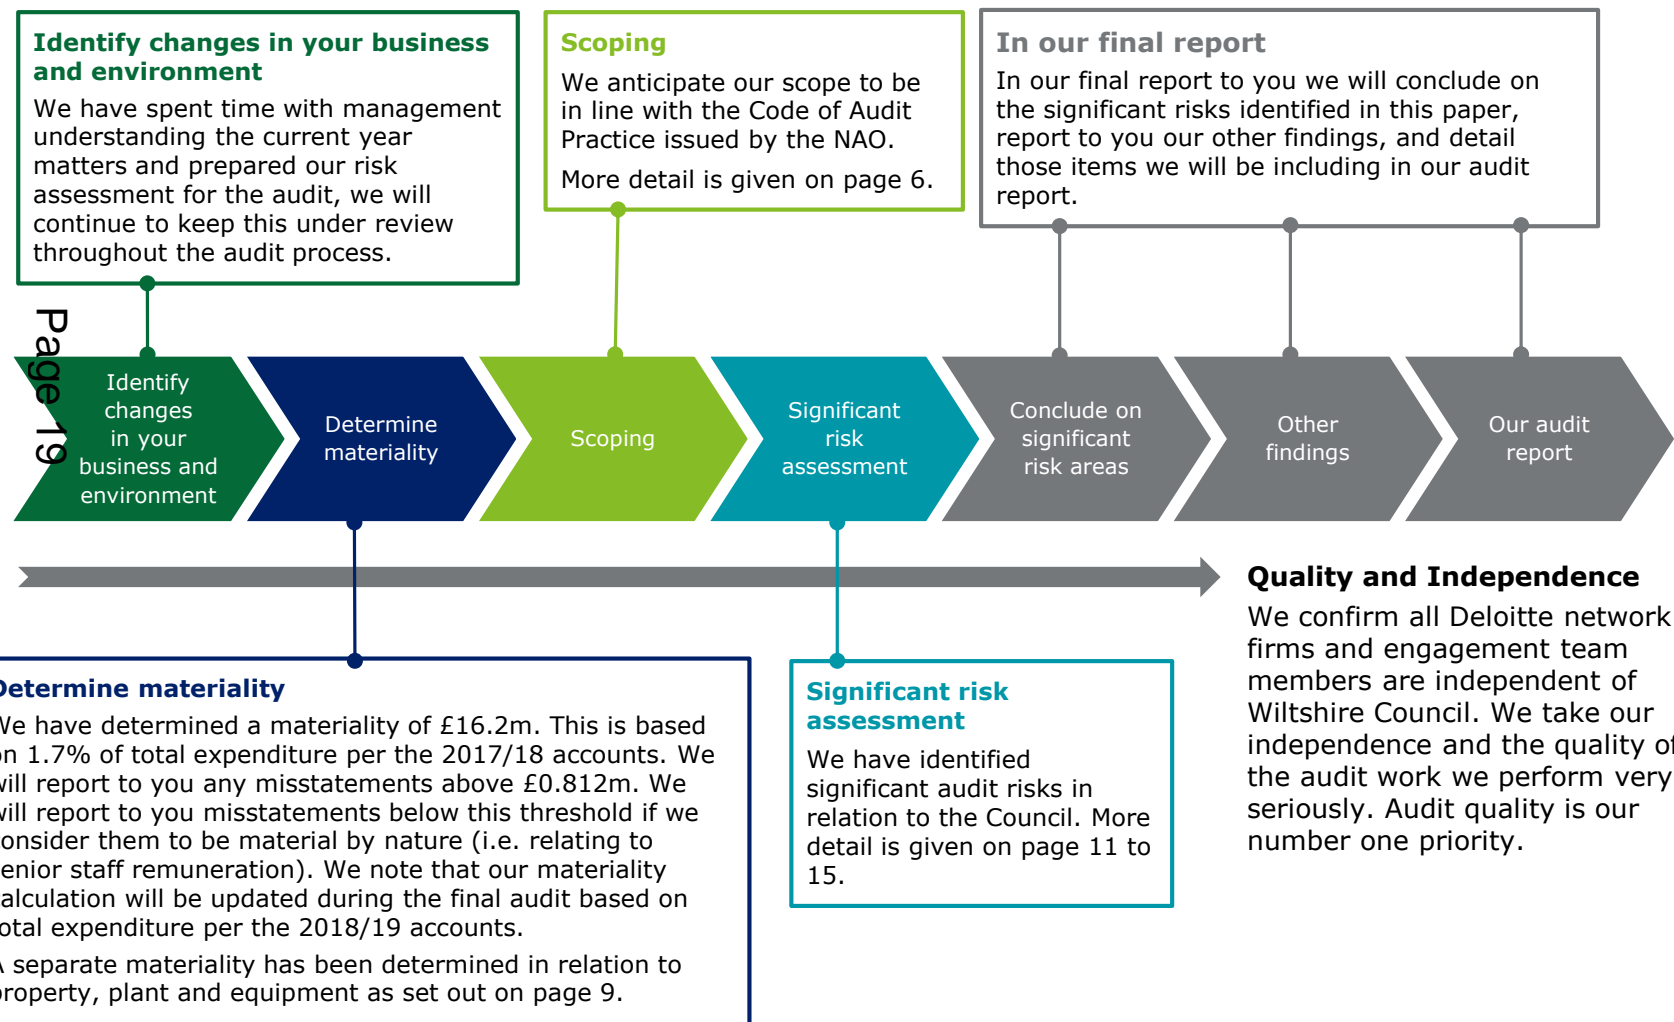 Identify changes in your business
and environment
We have spent time with management
understanding the current year
matters and prepared our risk
assessment for the audit, we will
continue to keep this under review
throughout the audit process.
Scoping
We anticipate our scope to be
in line with the Code of Audit
Practice issued by the NAO.
More detail is given on page 6.
In our final report
In our final report to you we will conclude on
the significant risks identified in this paper,
report to you our other findings, and detail
those items we will be including in our audit
report.
Page 19
Identify
changes
in your
business and
environment
Determine
materiality
Scoping
Significant
risk
assessment
Conclude on
significant
risk areas
Other
findings
Our audit
report
Determine materiality
We have determined a materiality of £16.2m. This is based
on 1.7% of total expenditure per the 2017/18 accounts. We
will report to you any misstatements above £0.812m. We
will report to you misstatements below this threshold if we
consider them to be material by nature (i.e. relating to
senior staff remuneration). We note that our materiality
calculation will be updated during the final audit based on
total expenditure per the 2018/19 accounts.
A separate materiality has been determined in relation to
property, plant and equipment as set out on page 9.
Significant risk
assessment
We have identified
significant audit risks in
relation to the Council. More
detail is given on page 11 to
15.
Quality and Independence
We confirm all Deloitte network
firms and engagement team
members are independent of
Wiltshire Council. We take our
independence and the quality of
the audit work we perform very
seriously. Audit quality is our
number one priority.